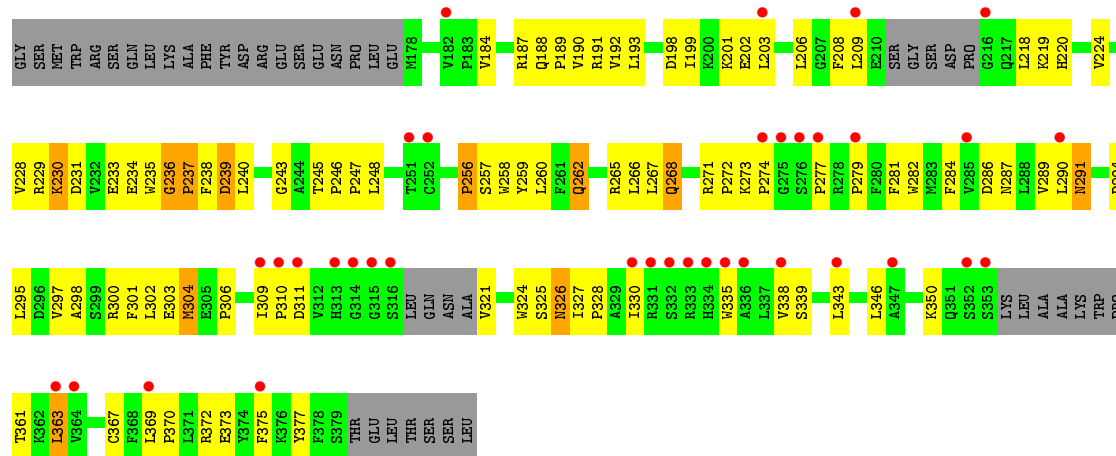 GLY SER MET TRP ARG SER GLN LEU LYS ALA PHE TYR ASP ARG GLU SER GLU ASN PRO LEU GLU M178 V182 P183 V184 R187 Q188 P189 V190 R191 V192 L193 D198 I199 K200 K201 E202 L203 L206 G207 F208 L209 E210 SER GLY SER ASP PRO G216 Q217 L218 K219 H220 V224
V228 R229 K230 D231 V232 E233 E234 W235 G236 P237 F238 D239 L240 G243 A244 T245 P246 P247 L248 T251 C252 P256 S257 W258 Y259 L260 F261 Q262 R265 L266 L267 Q268 R271 P272 K273 P274 G275 S276 P277 R278 P279 F280 F281 W282 M283 F284 V285 D286 N287 L288 V289 L290 N291
L295 D296 V297 A298 S299 R300 F301 L302 E303 M304 E305 P306 I309 P310 D311 V312 H313 G314 G315 S316 LEU GLN ASN ALA V321 W324 S325 N326 I327 P328 A329 I330 R331 S332 R333 H334 W335 A336 L337 V338 S339 L343 L346 A347 K350 Q351 S352 S353 LYS LEU ALA ALA LYS TRP
T361 K362 L363 V364 C367 F368 L369 P370 L371 R372 E373 Y374 F375 K376 Y377 F378 S379 THR GLU LEU THR SER SER LEU